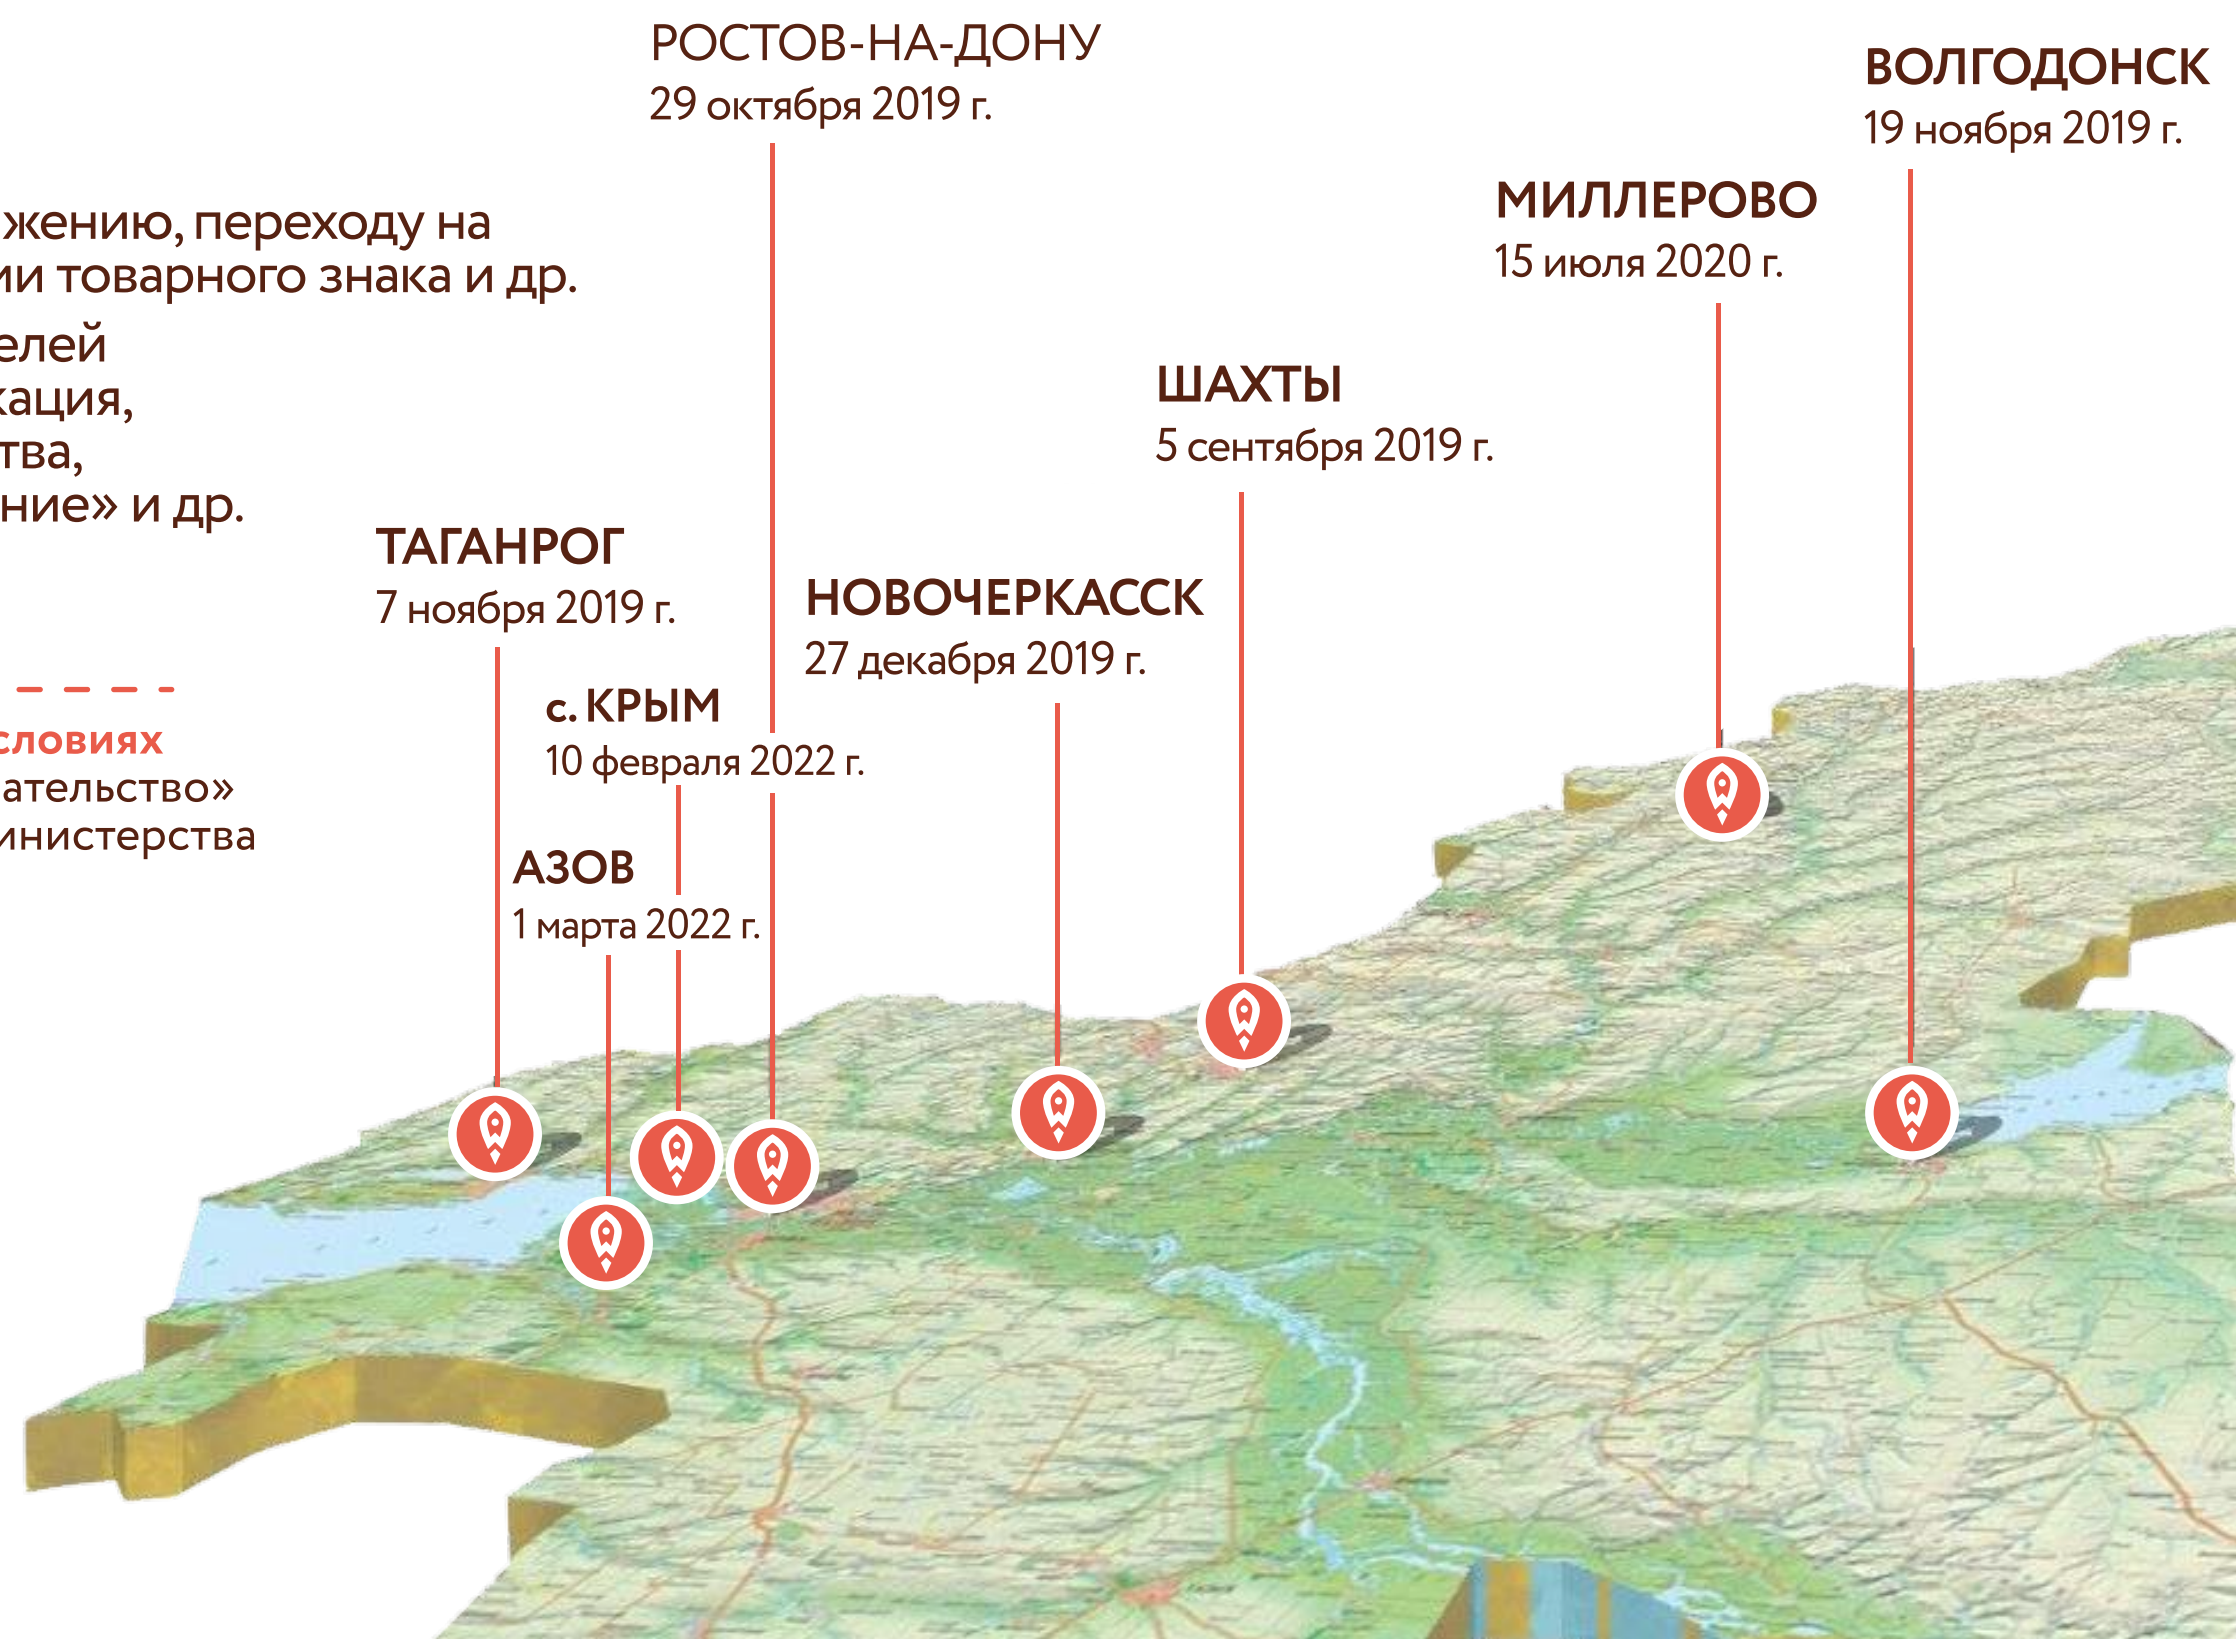 РОСТОВ-НА-ДОНУ
29 октября 2019 г.
ВОЛГОДОНСК
19 ноября 2019 г.
МИЛЛЕРОВО
15 июля 2020 г.
жению, переходу на
ии товарного знака и др.
елей
кация,
тва,
ние» и др.
ШАХТЫ
5 сентября 2019 г.
ТАГАНРОГ
7 ноября 2019 г.
НОВОЧЕРКАССК
27 декабря 2019 г.
с. КРЫМ
10 февраля 2022 г.
словиях
ательство»
инистерства
АЗОВ
1 марта 2022 г.